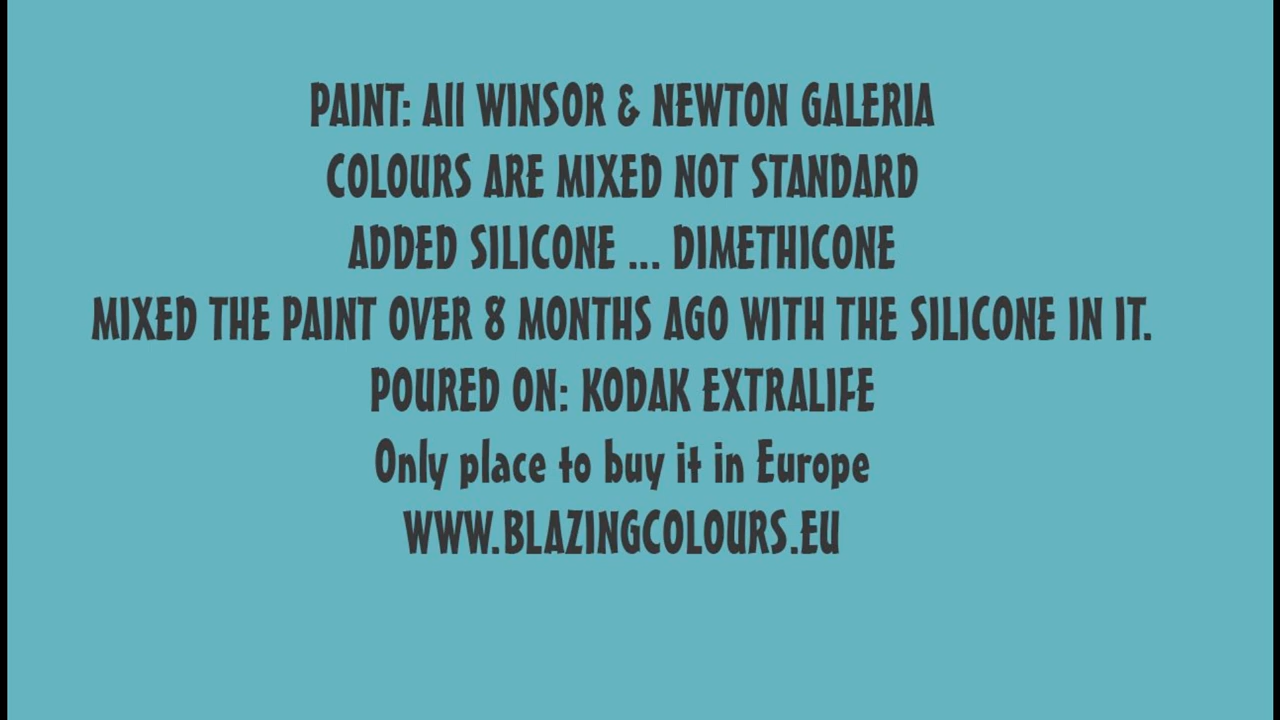 PAINT: All WINSOR & NEWTON GALERIA
COLOURS ARE MIXED NOT STANDARD
ADDED SILICONE ... DIMETHICONE
MIXED THE PAINT OVER 8 MONTHS AGO WITH THE SILICONE IN IT.
POURED ON: KODAK EXTRALIFE
Only place to buy it in Europe
WWW.BLAZINGCOLOURS.EU